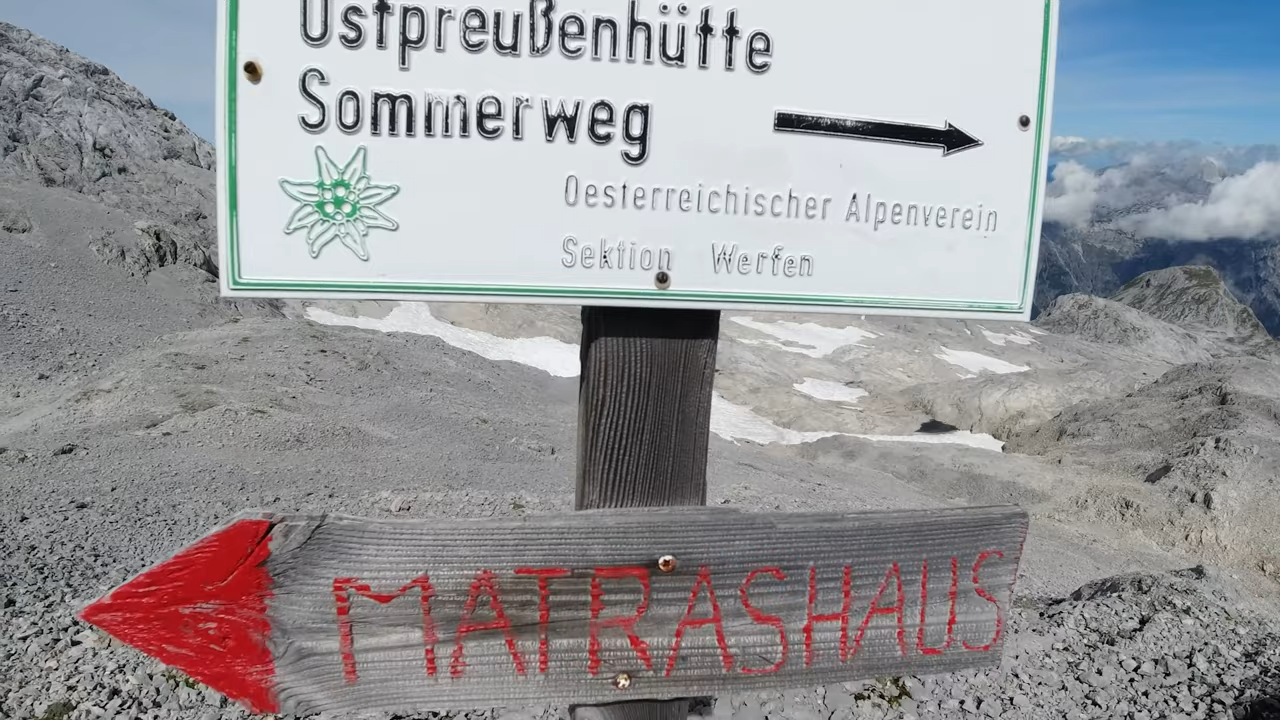 Ostpreußenhütte
Sommerweg
Oesterreichischer Alpenverein
Sektion Werfen
MATRASHAUS